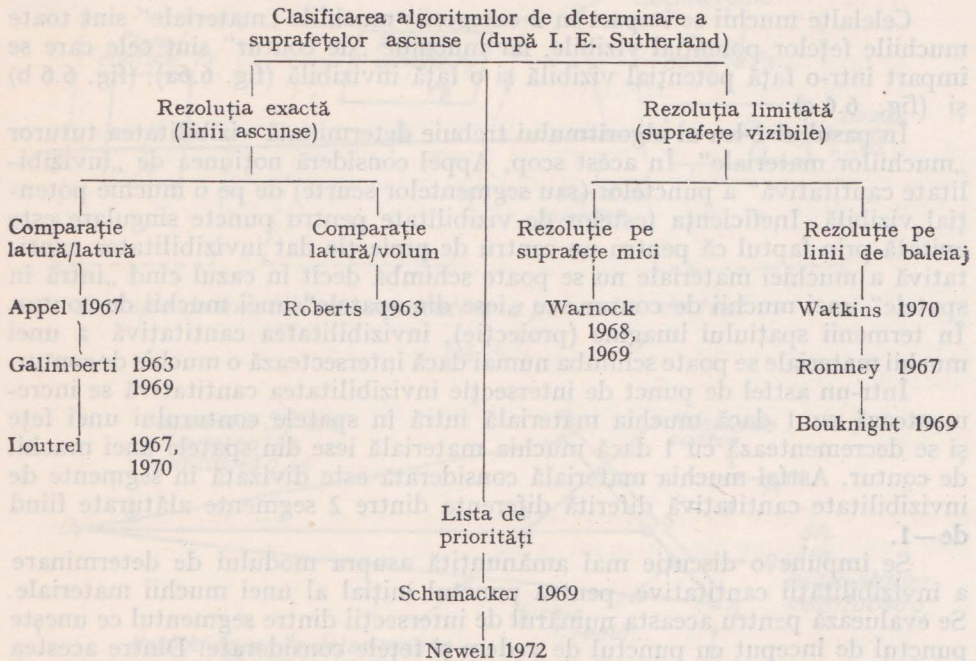 Clasificarea algoritmilor de determinare a
suprafețelor ascunse (după I. E. Sutherland)
Rezoluția exactă
(linii ascunse)
Rezoluția limitată
(suprafețe vizibile)
Comparație
latură/latură
Comparație
latură/volum
Rezoluție pe
suprafețe mici
Rezoluție pe
linii de baleiaj
Appel 1967
Roberts 1963
Warnock
1968,
1969
Watkins 1970
Galimberti 1963
1969
Romney 1967
Loutrel 1967,
1970
Bouknight 1969
Lista de
priorități
Schumacker 1969
Newell 1972